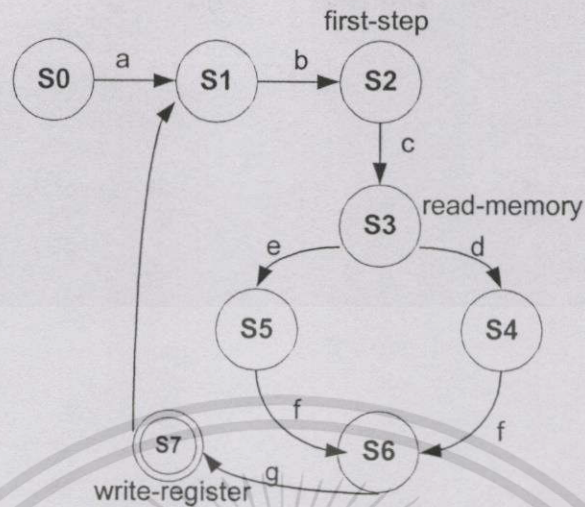 first-step
a
b
S0
S1
S2
c
S3
read-memory
e
d
S5
S4
f
f
S7
S6
g
write-register